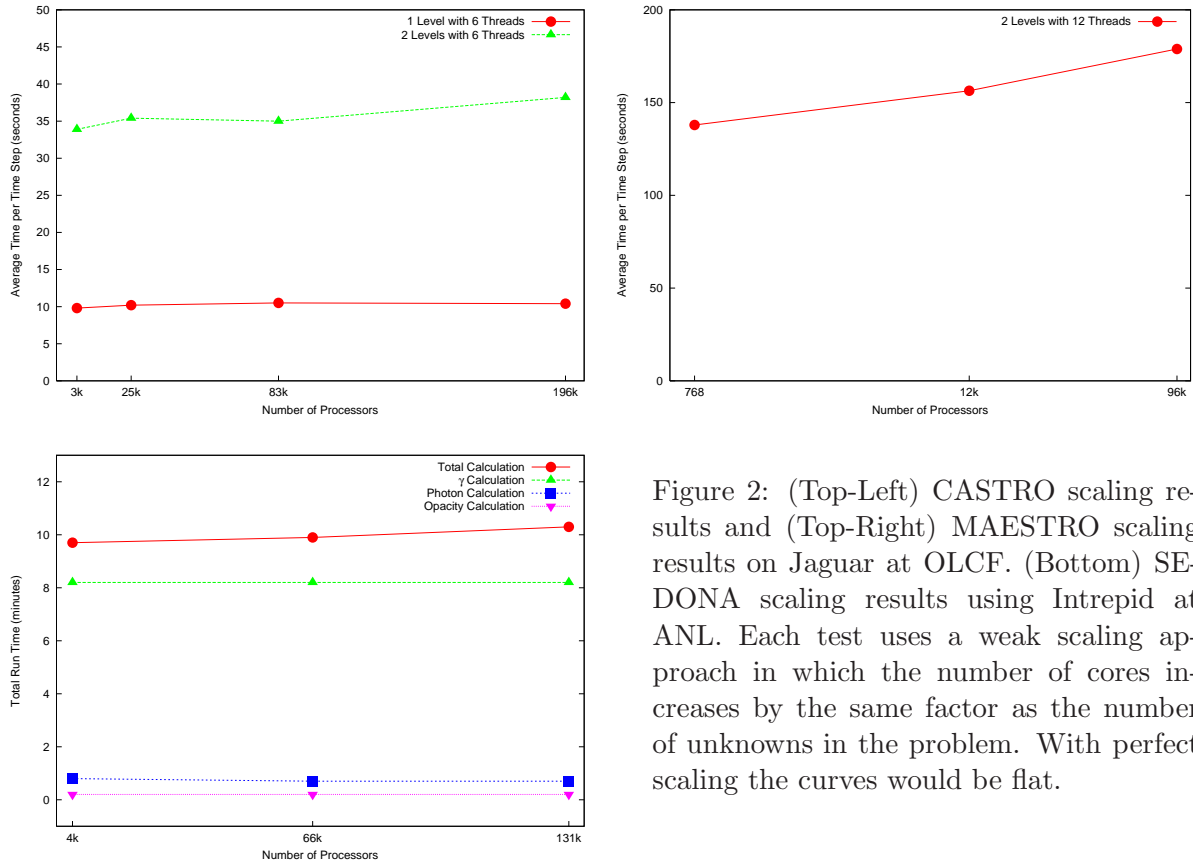 50
45
40
35
30
25
20
15
10
5
0
Average Time per Time Step (seconds)
1 Level with 6 Threads
2 Levels with 6 Threads
3k 25k 83k 196k
Number of Processors
200
150
100
50
0
Average Time per Time Step (seconds)
2 Levels with 12 Threads
768 12k 96k
Number of Processors
12
10
8
6
4
2
0
Total Run Time (minutes)
Total Calculation
γ Calculation
Photon Calculation
Opacity Calculation
4k 66k 131k
Number of Processors
Figure 2: (Top-Left) CASTRO scaling re-
sults and (Top-Right) MAESTRO scaling
results on Jaguar at OLCF. (Bottom) SE-
DONA scaling results using Intrepid at
ANL. Each test uses a weak scaling ap-
proach in which the number of cores in-
creases by the same factor as the number
of unknowns in the problem. With perfect
scaling the curves would be flat.